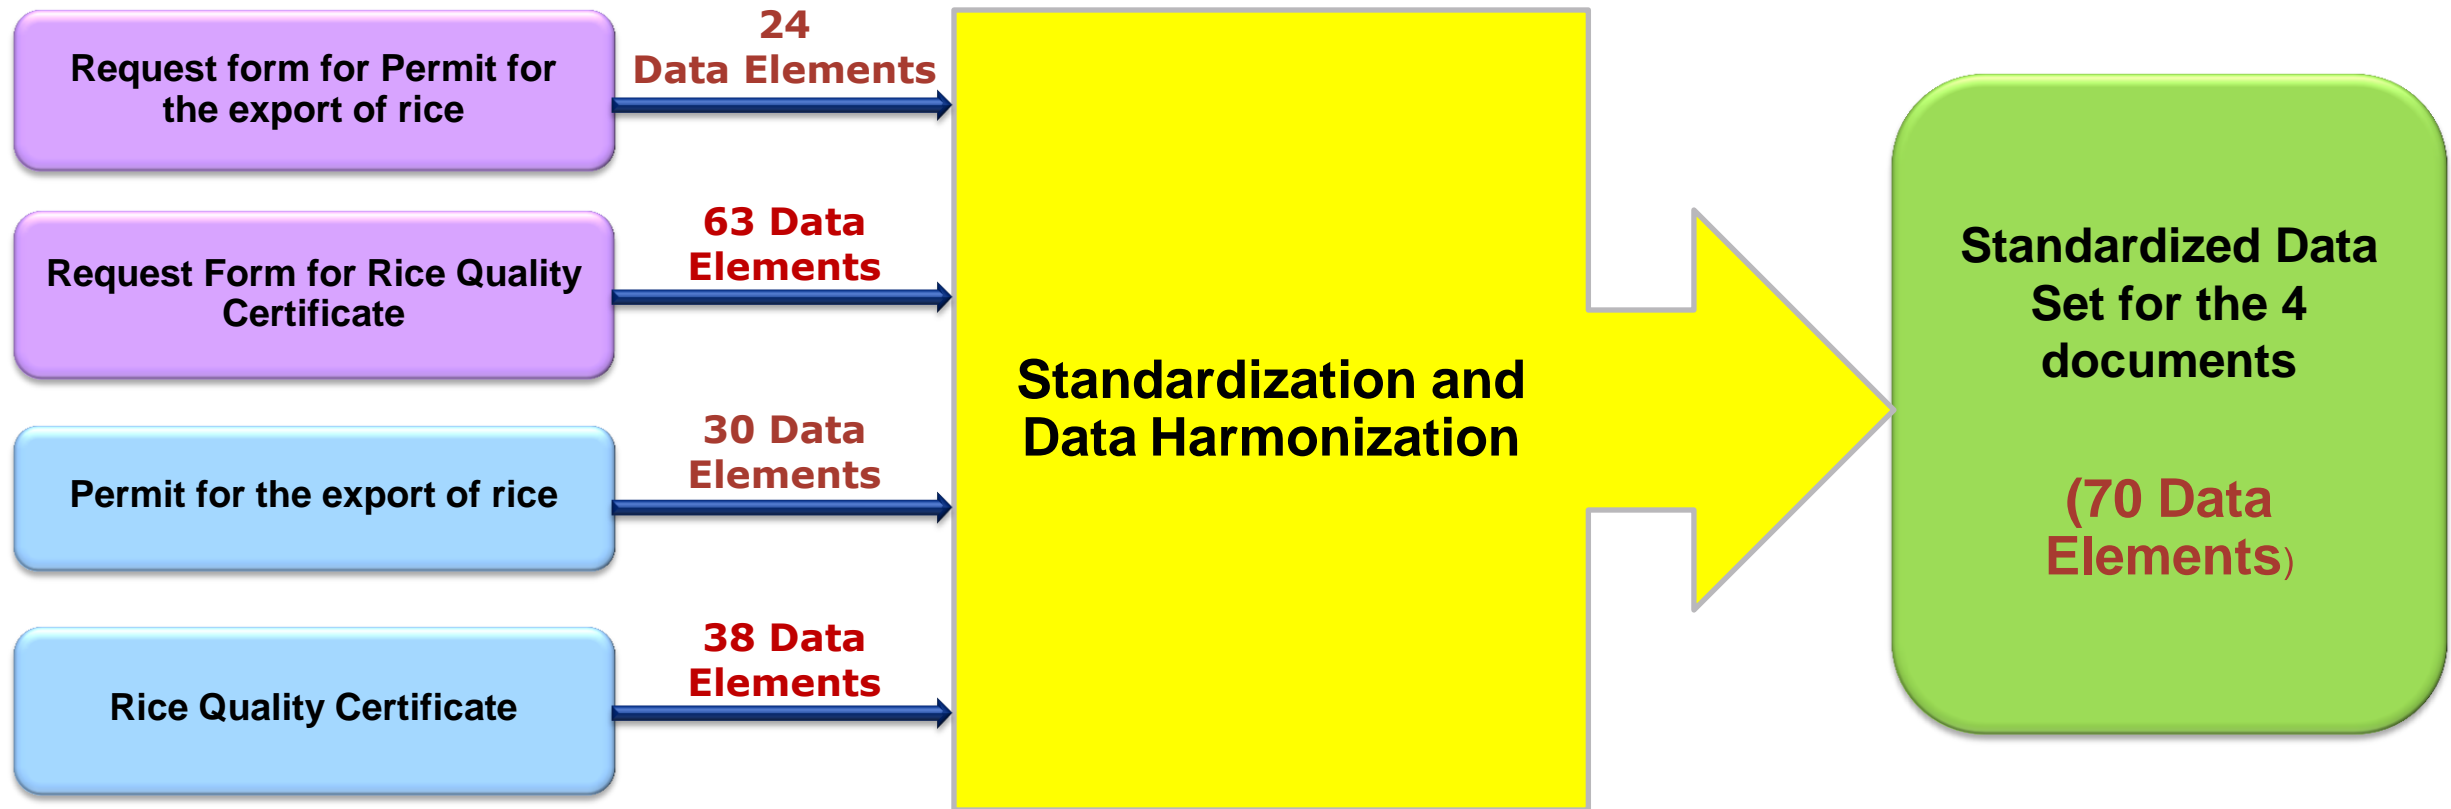 Request form for Permit for
the export of rice
24
Data Elements
Request Form for Rice Quality
Certificate
63 Data
Elements
Permit for the export of rice
30 Data
Elements
Rice Quality Certificate
38 Data
Elements
Standardization and
Data Harmonization
Standardized Data
Set for the 4
documents
(70 Data
Elements)